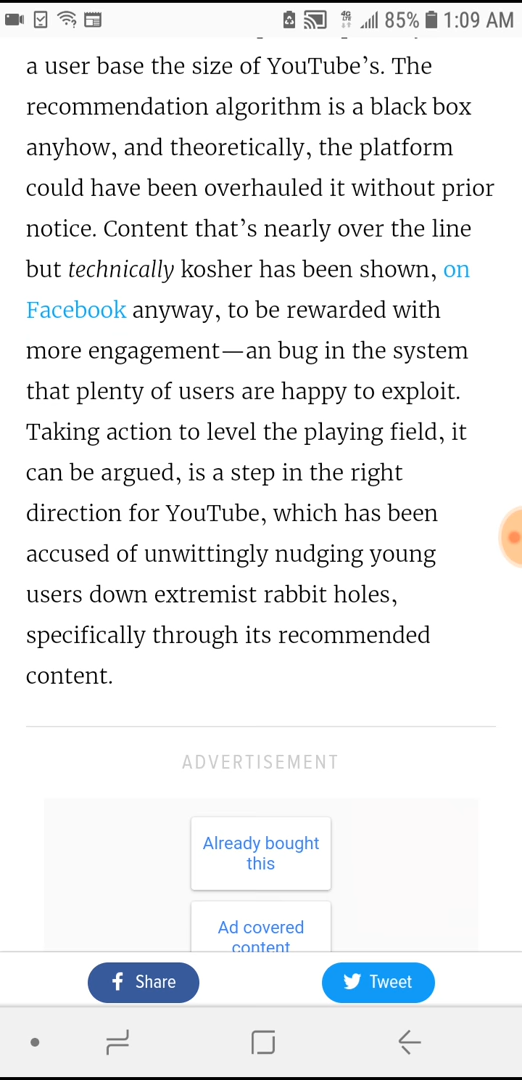 4G LTE 85% 1:09 AM
a user base the size of YouTube’s. The
recommendation algorithm is a black box
anyhow, and theoretically, the platform
could have been overhauled it without prior
notice. Content that’s nearly over the line
but technically kosher has been shown, on
Facebook anyway, to be rewarded with
more engagement—an bug in the system
that plenty of users are happy to exploit.
Taking action to level the playing field, it
can be argued, is a step in the right
direction for YouTube, which has been
accused of unwittingly nudging young
users down extremist rabbit holes,
specifically through its recommended
content.
ADVERTISEMENT
Already bought
this
Ad covered
content
Share Tweet